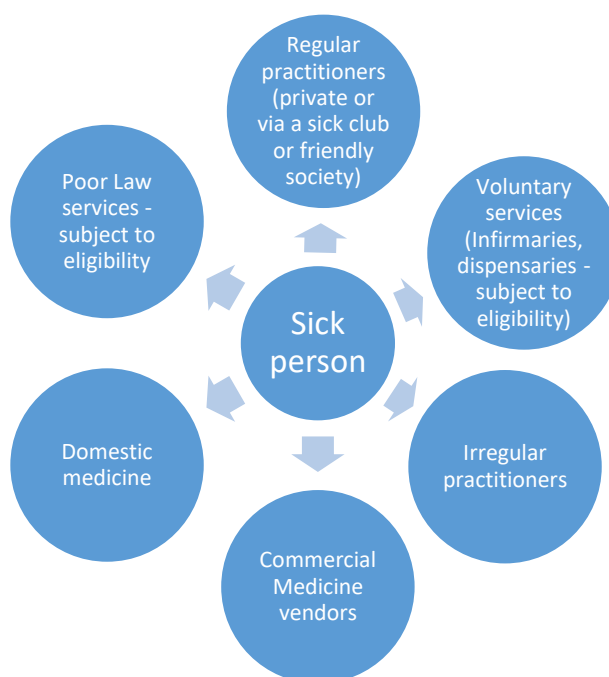 Regular
practitioners
(private or
via a sick club
or friendly
society)
Poor Law
services -
subject to
eligibility
Voluntary
services
(Infirmaries,
dispensaries -
subject to
eligibility)
Sick
person
Domestic
medicine
Irregular
practitioners
Commercial
Medicine
vendors